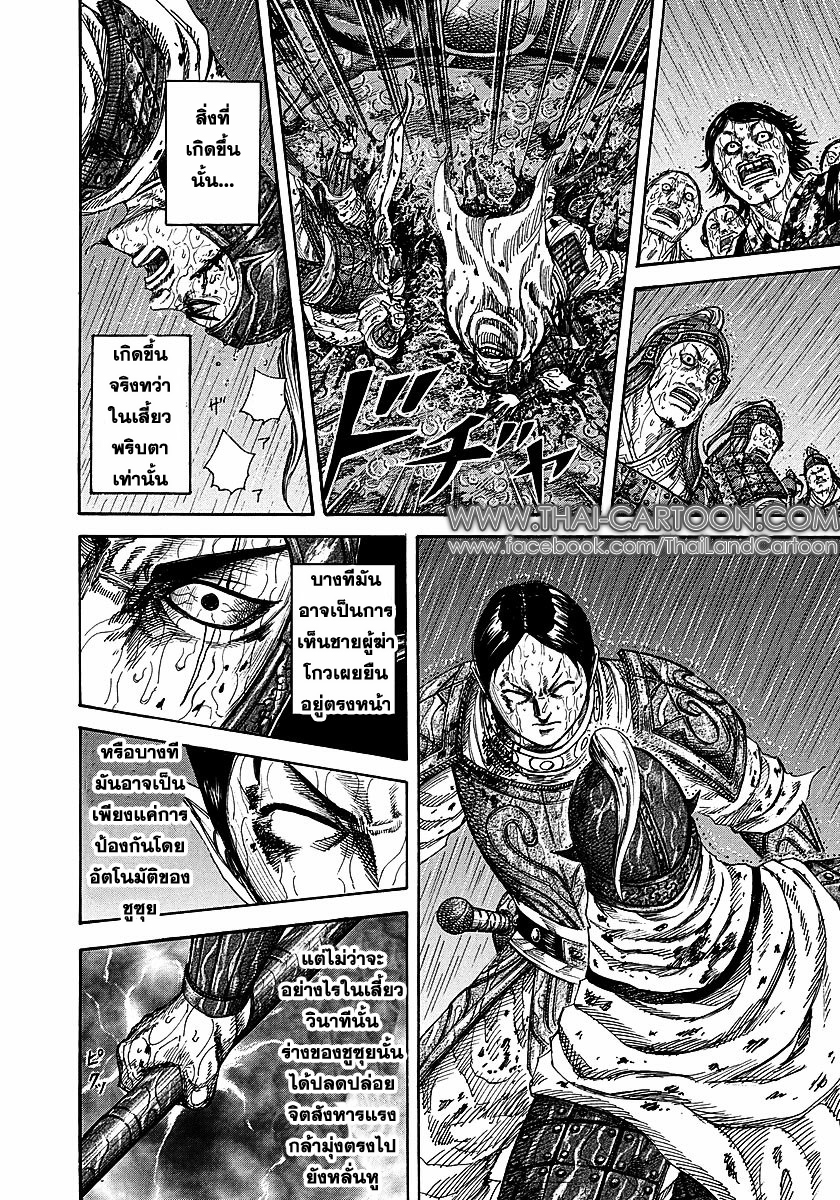 สิ่งที่
เกิดขึ้น
นั้น...
เกิดขึ้น
จริงทว่า
ในเสี้ยว
พริบตา
เท่านั้น
ドヂャ
WWW.THAI-CARTOON.COM
www.facebook.com/ThaiLandCartoon
บางทีมัน
อาจเป็นการ
เห็นชายผู้ฆ่า
โกวเผยยืน
อยู่ตรงหน้า
หรือบางที
มันอาจเป็น
เพียงแค่การ
ป้องกันโดย
อัตโนมัติของ
ชูซุย
แต่ไม่ว่าจะ
อย่างไรในเสี้ยว
วินาทีนั้น
ร่างของชูซุยนั้น
ได้ปลดปล่อย
จิตสังหารแรง
กล้ามุ่งตรงไป
ยังหลั่นหู
ピクッ